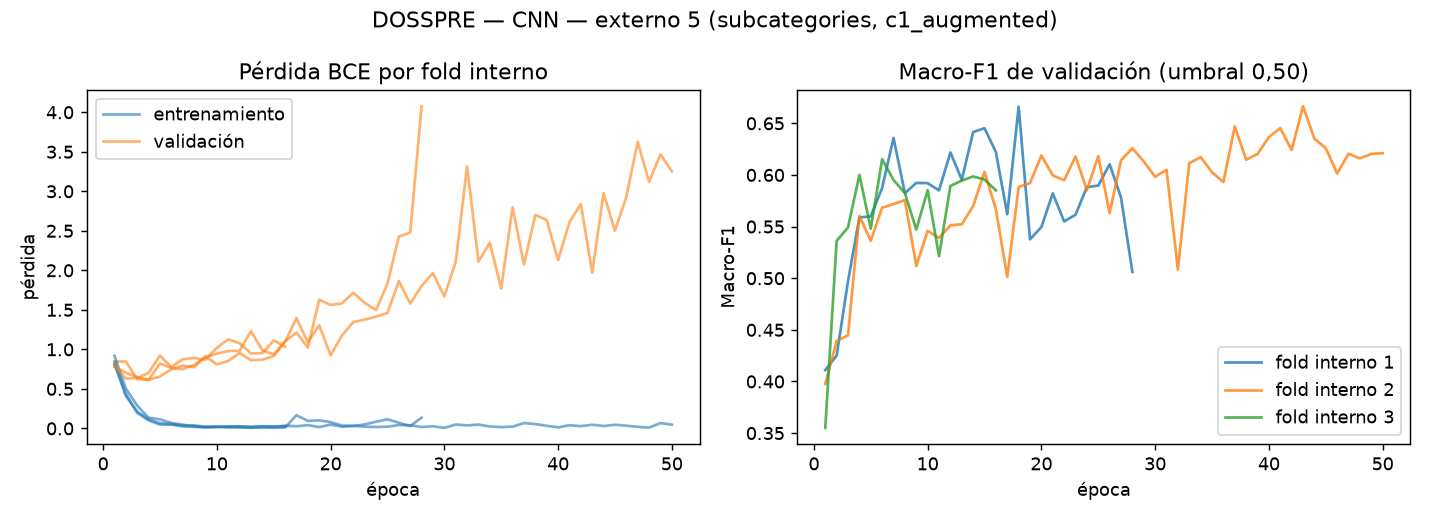 DOSSPRE — CNN — externo 5 (subcategories, c1_augmented)
Pérdida BCE por fold interno
pérdida
4.0
3.5
3.0
2.5
2.0
1.5
1.0
0.5
0.0
entrenamiento
validación
0 10 20 30 40 50
época
Macro-F1 de validación (umbral 0,50)
Macro-F1
0.65
0.60
0.55
0.50
0.45
0.40
0.35
fold interno 1
fold interno 2
fold interno 3
0 10 20 30 40 50
época